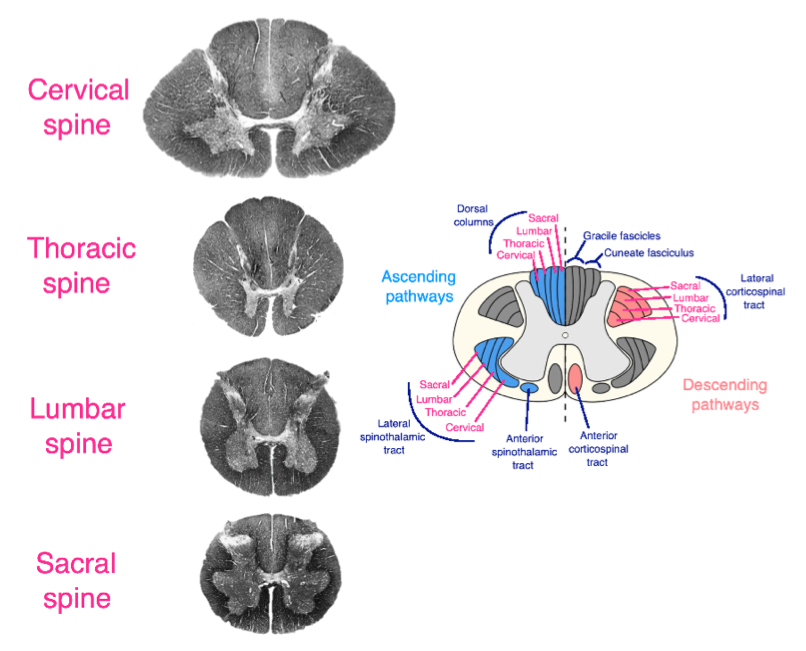 Cervical
spine
Thoracic
spine
Lumbar
spine
Sacral
spine
Dorsal
columns
Sacral
Lumbar
Thoracic
Cervical
Gracile fascicles
Cuneate fasciculus
Ascending
pathways
Sacral
Lumbar
Thoracic
Cervical
Lateral
corticospinal
tract
Sacral
Lumbar
Thoracic
Cervical
Lateral
spinothalamic
tract
Anterior
spinothalamic
tract
Anterior
corticospinal
tract
Descending
pathways